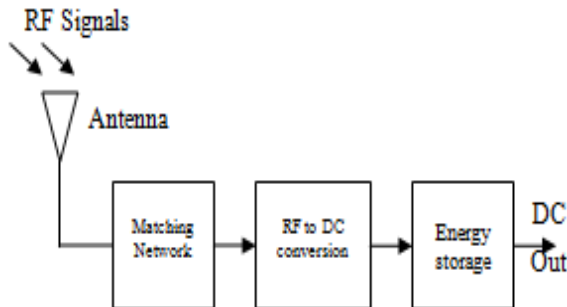 RF Signals
Antenna
Matching
Network
RF to DC
conversion
Energy
storage
DC
Out